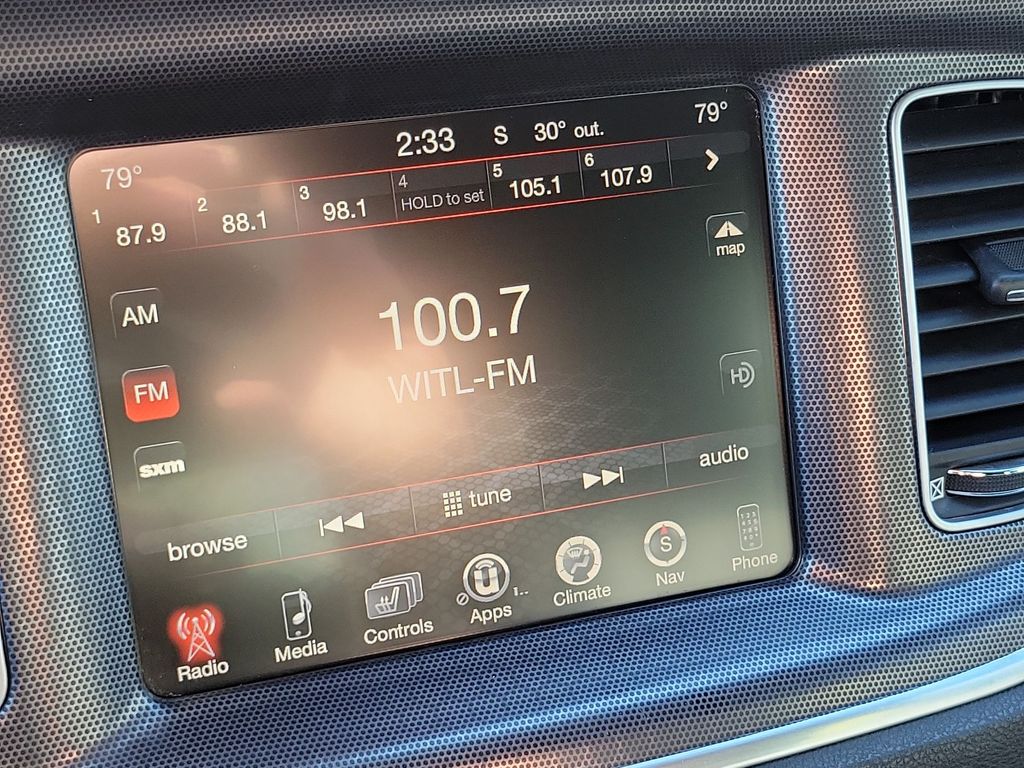 2:33 S 30° out. 79°
79°
1 87.9 2 88.1 3 98.1 4 HOLD to set 5 105.1 6 107.9
map
AM
100.7
FM
WITL-FM
HD
sxm
browse tune audio
Radio Media Controls Apps Climate S Nav Phone